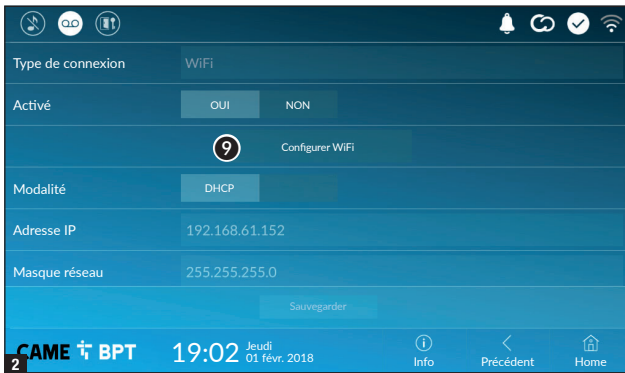 Type de connexion WiFi
Activé OUI NON
9 Configurer WiFi
Modalité DHCP
Adresse IP 192.168.61.152
Masque réseau 255.255.255.0
Sauvegarder
2 CAME BPT 19:02 Jeudi
01 févr. 2018
Info Précédent Home